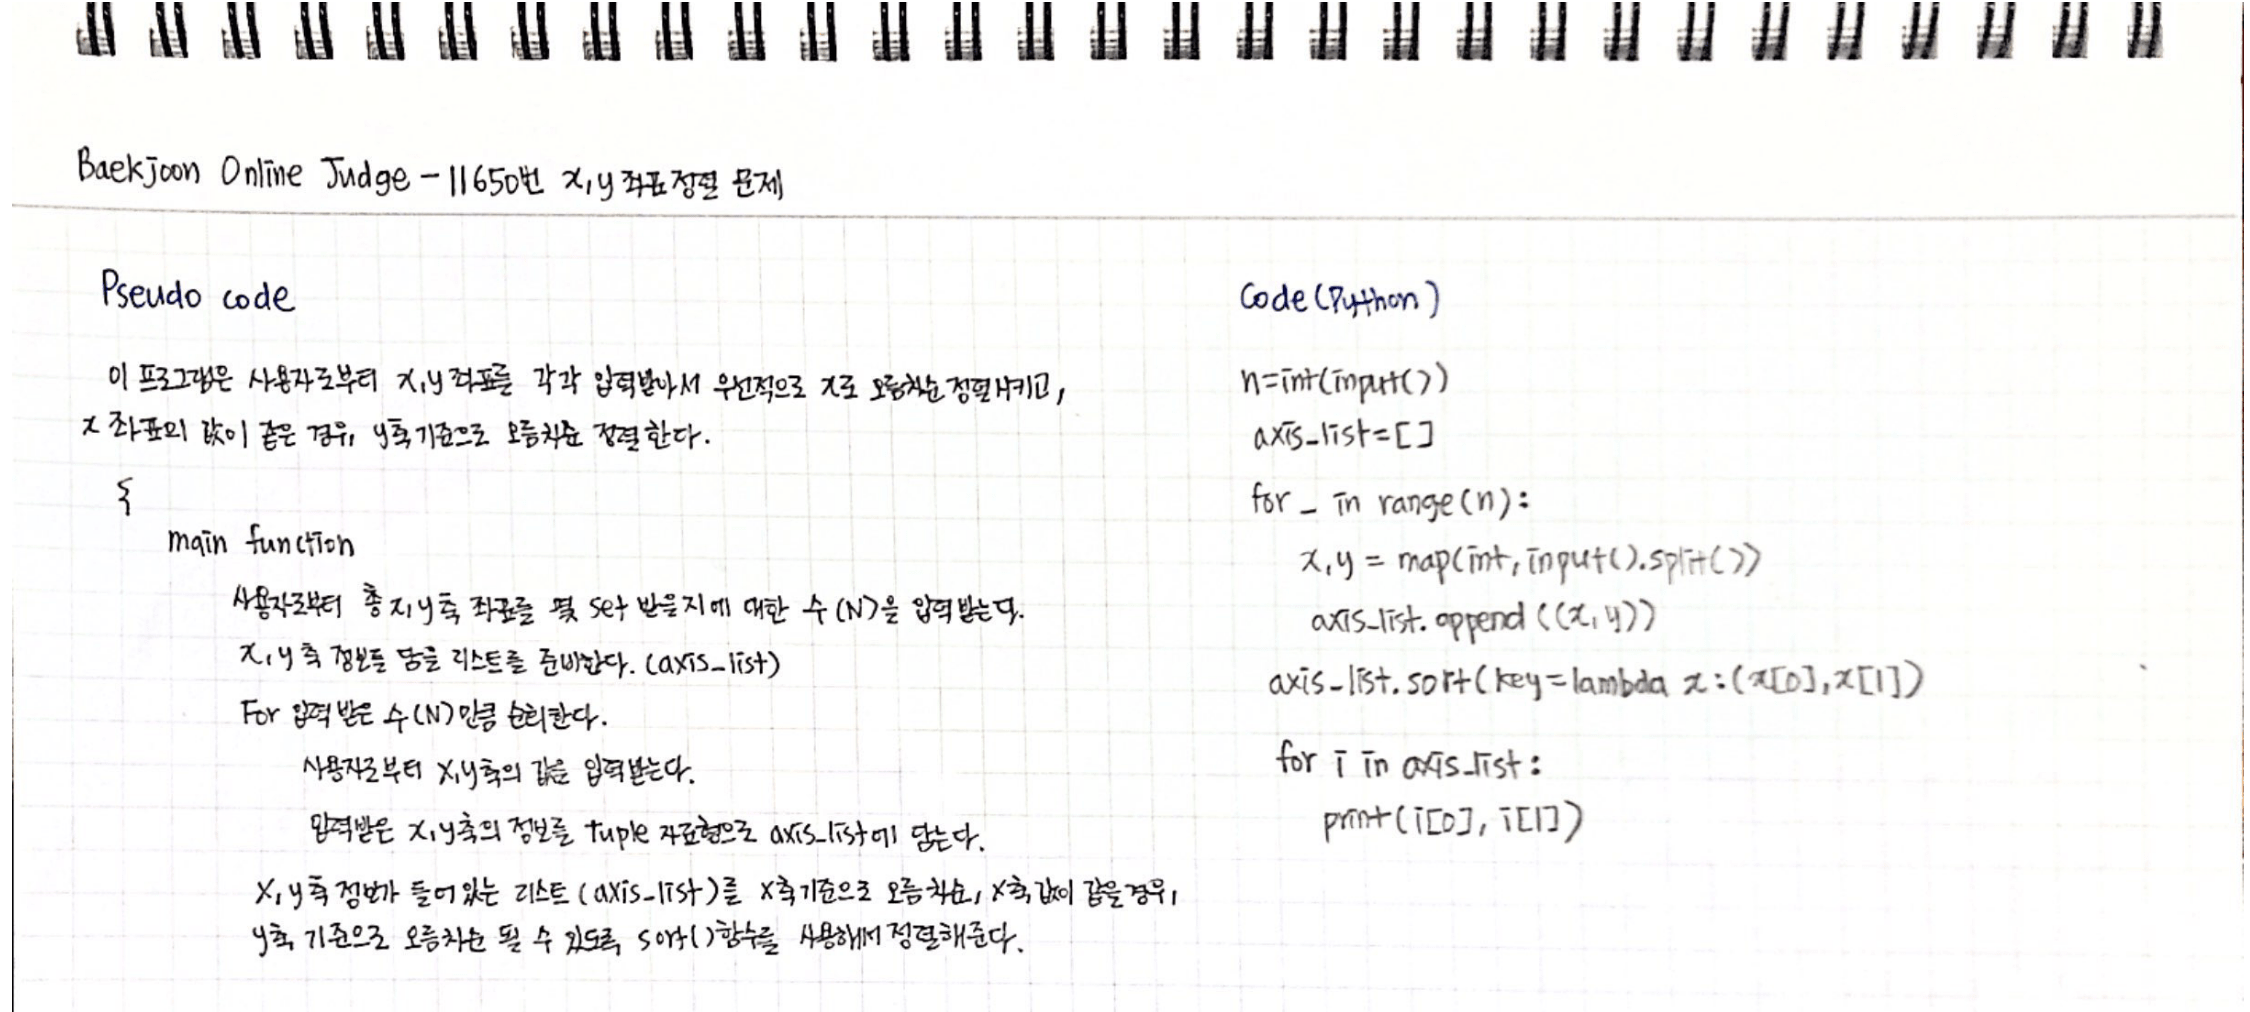 Baekjoon Online Judge - 11650번 x,y 좌표정렬 문제
Pseudo code
이 프로그램은 사용자로부터 x,y 좌표를 각각 입력받아서 우선적으로 x로 오름차순 정렬시키고,
x 좌표의 값이 같은 경우, y축 기준으로 오름차순 정렬한다.
{
main function
사용자로부터 총 x,y축 좌표를 몇 set 받을지에 대한 수 (N)을 입력받는다.
x,y축 정보를 담을 리스트를 준비한다. (axis_list)
For 입력받은 수(N)만큼 순회한다.
사용자로부터 x,y축의 값을 입력받는다.
입력받은 x,y축의 정보를 tuple 자료형으로 axis_list에 담는다.
x,y축 정보가 들어있는 리스트(axis_list)를 x축기준으로 오름차순, x축 값이 같을경우,
y축 기준으로 오름차순 될 수 있도록 sort()함수를 사용해서 정렬해준다.
Code(Python)
n=int(input())
axis_list=[]
for _ in range(n):
x,y = map(int,input().split())
axis_list.append((x,y))
axis_list.sort(key=lambda x:(x[0],x[1])
for i in axis_list:
print(i[0], i[1])